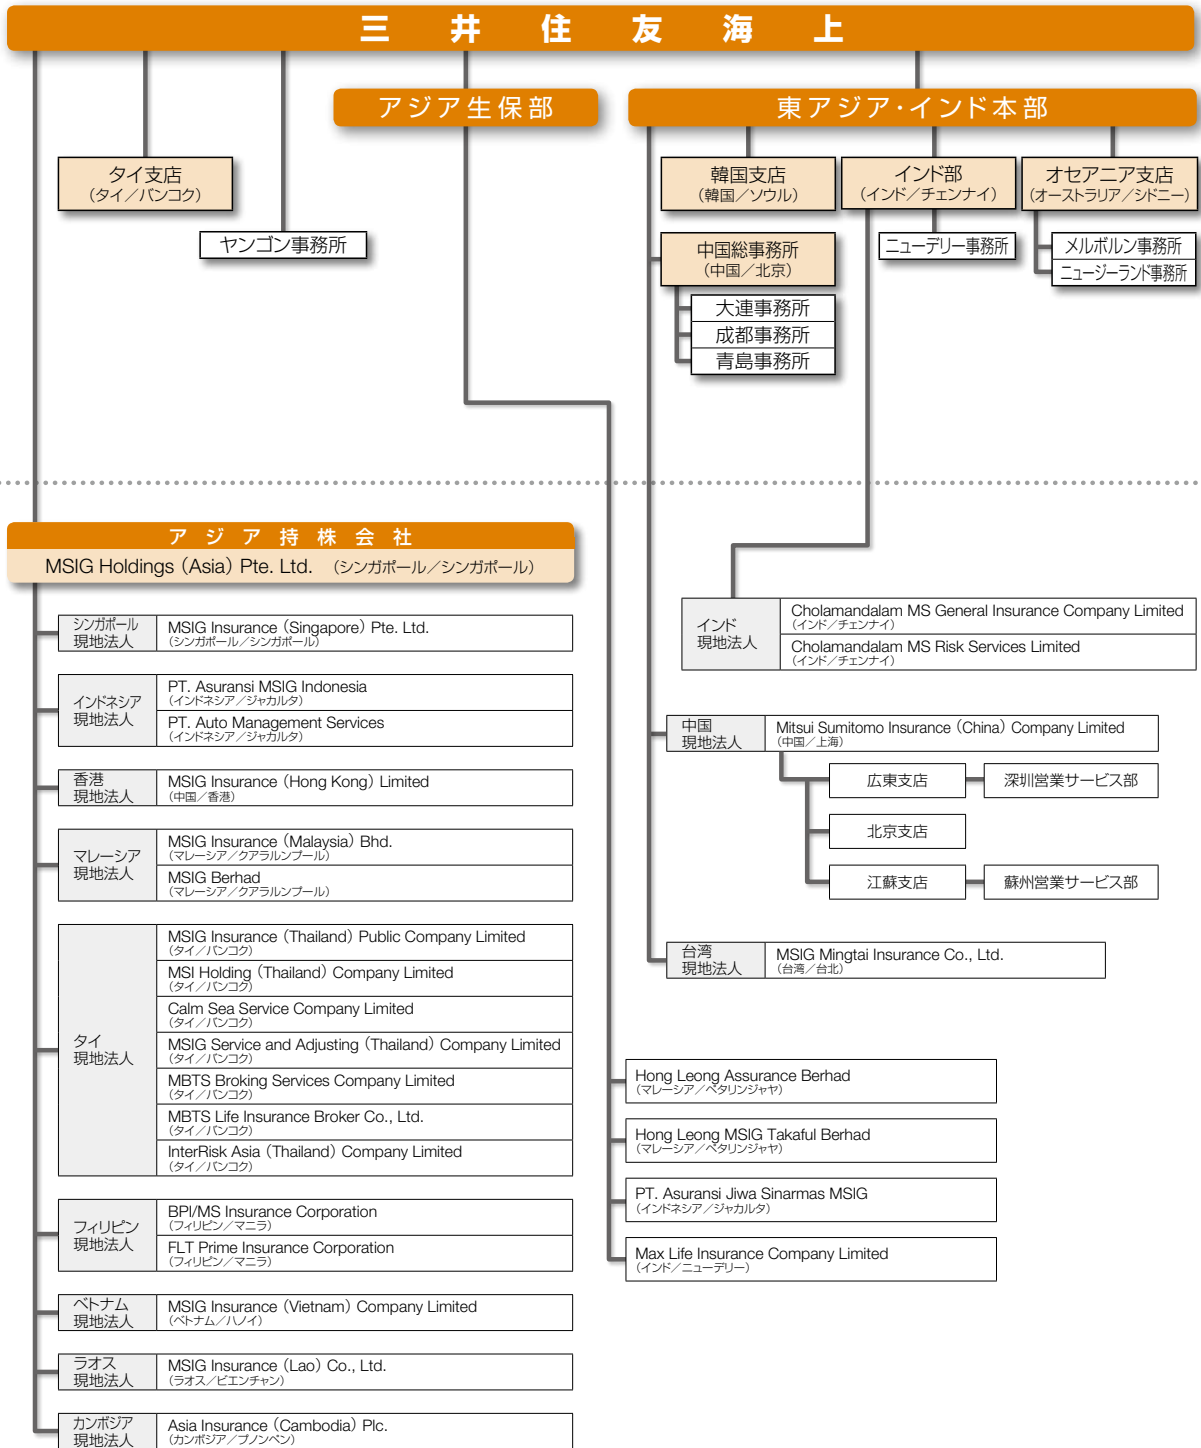 三井住友海上
アジア生保部
東アジア・インド本部
タイ支店
(タイ／バンコク)
ヤンゴン事務所
韓国支店
(韓国／ソウル)
インド部
(インド／チェンナイ)
オセアニア支店
(オーストラリア／シドニー)
中国総事務所
(中国／北京)
ニューデリー事務所
メルボルン事務所
ニュージーランド事務所
大連事務所
成都事務所
青島事務所
アジア持株会社
MSIG Holdings (Asia) Pte. Ltd. (シンガポール／シンガポール)
シンガポール
現地法人
MSIG Insurance (Singapore) Pte. Ltd.
(シンガポール／シンガポール)
インドネシア
現地法人
PT. Asuransi MSIG Indonesia
(インドネシア／ジャカルタ)
PT. Auto Management Services
(インドネシア／ジャカルタ)
香港
現地法人
MSIG Insurance (Hong Kong) Limited
(中国／香港)
マレーシア
現地法人
MSIG Insurance (Malaysia) Bhd.
(マレーシア／クアラルンプール)
MSIG Berhad
(マレーシア／クアラルンプール)
タイ
現地法人
MSIG Insurance (Thailand) Public Company Limited
(タイ／バンコク)
MSI Holding (Thailand) Company Limited
(タイ／バンコク)
Calm Sea Service Company Limited
(タイ／バンコク)
MSIG Service and Adjusting (Thailand) Company Limited
(タイ／バンコク)
MBTS Broking Services Company Limited
(タイ／バンコク)
MBTS Life Insurance Broker Co., Ltd.
(タイ／バンコク)
InterRisk Asia (Thailand) Company Limited
(タイ／バンコク)
フィリピン
現地法人
BPI/MS Insurance Corporation
(フィリピン／マニラ)
FLT Prime Insurance Corporation
(フィリピン／マニラ)
ベトナム
現地法人
MSIG Insurance (Vietnam) Company Limited
(ベトナム／ハノイ)
ラオス
現地法人
MSIG Insurance (Lao) Co., Ltd.
(ラオス／ビエンチャン)
カンボジア
現地法人
Asia Insurance (Cambodia) Plc.
(カンボジア／プノンペン)
インド
現地法人
Cholamandalam MS General Insurance Company Limited
(インド／チェンナイ)
Cholamandalam MS Risk Services Limited
(インド／チェンナイ)
中国
現地法人
Mitsui Sumitomo Insurance (China) Company Limited
(中国／上海)
広東支店
深圳営業サービス部
北京支店
江蘇支店
蘇州営業サービス部
台湾
現地法人
MSIG Mingtai Insurance Co., Ltd.
(台湾／台北)
Hong Leong Assurance Berhad
(マレーシア／ペタリンジャヤ)
Hong Leong MSIG Takaful Berhad
(マレーシア／ペタリンジャヤ)
PT. Asuransi Jiwa Sinarmas MSIG
(インドネシア／ジャカルタ)
Max Life Insurance Company Limited
(インド／ニューデリー)